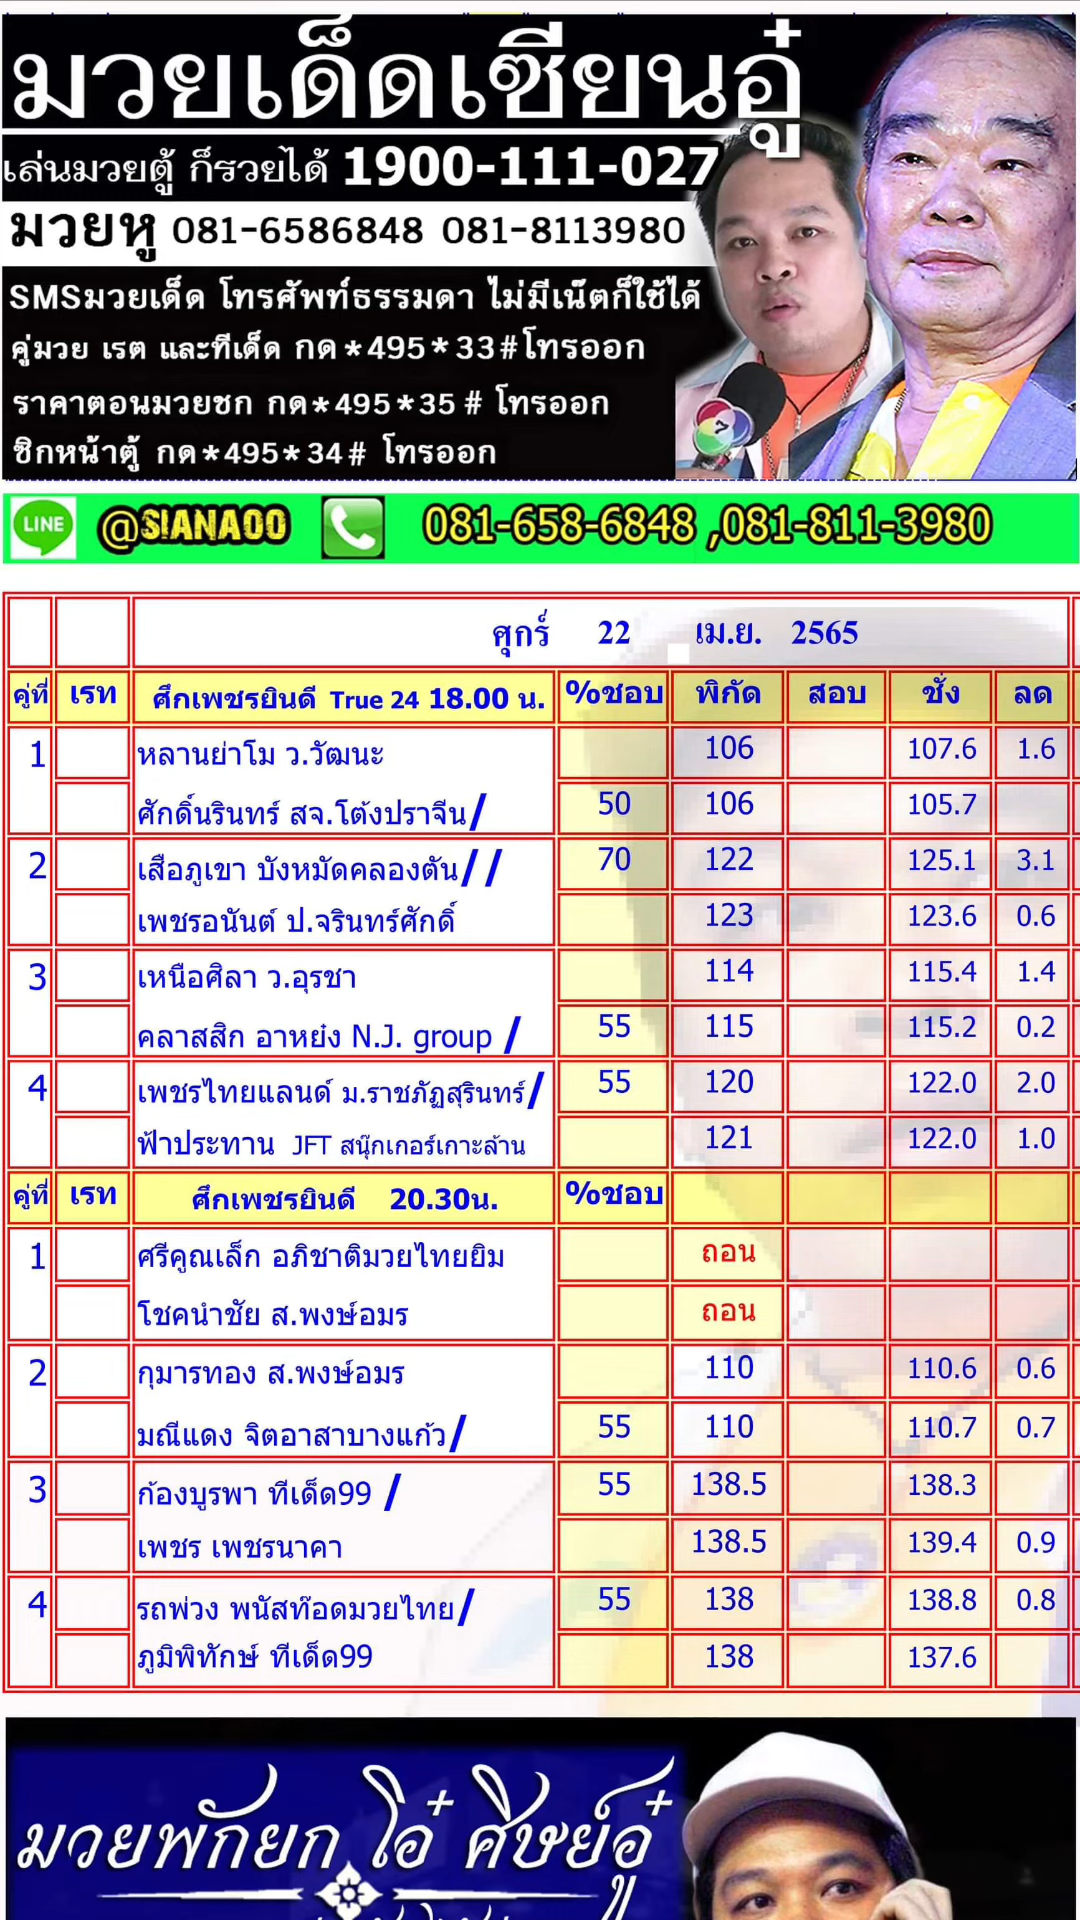 มวยเด็ดเซียนอู๋
เล่นมวยตู้ ก็รวยได้ 1900-111-027
มวยหู 081-6586848 081-8113980
SMSมวยเด็ด โทรศัพท์ธรรมดา ไม่มีเน็ตก็ใช้ได้
คู่มวย เรต และทีเด็ด กด*495*33#โทรออก
ราคาตอนมวยชก กด*495*35# โทรออก
ซิกหน้าตู้ กด*495*34# โทรออก
7
LINE @SIANAOO 081-658-6848 ,081-811-3980
ศุกร์ 22 เม.ย. 2565
คู่ที่ เรท ศึกเพชรยินดี True 24 18.00 น. %ชอบ พิกัด สอบ ชั่ง ลด
1 หลานย่าโม ว.วัฒนะ 106 107.6 1.6
ศักดิ์นรินทร์ สจ.โต้งปราจีน/ 50 106 105.7
2 เสือภูเขา บังหมัดคลองตัน// 70 122 125.1 3.1
เพชรอนันต์ ป.จรินทร์ศักดิ์ 123 123.6 0.6
3 เหนือศิลา ว.อุรชา 114 115.4 1.4
คลาสสิก อาหย๋ง N.J. group / 55 115 115.2 0.2
4 เพชรไทยแลนด์ ม.ราชภัฏสุรินทร์/ 55 120 122.0 2.0
ฟ้าประทาน JFT สนุ๊กเกอร์เกาะล้าน 121 122.0 1.0
คู่ที่ เรท ศึกเพชรยินดี 20.30น. %ชอบ
1 ศรีคูณเล็ก อภิชาติมวยไทยยิม ถอน
โชคนำชัย ส.พงษ์อมร ถอน
2 กุมารทอง ส.พงษ์อมร 110 110.6 0.6
มณีแดง จิตอาสาบางแก้ว/ 55 110 110.7 0.7
3 ก้องบูรพา ทีเด็ด99 / 55 138.5 138.3
เพชร เพชรนาคา 138.5 139.4 0.9
4 รถพ่วง พนัสท๊อดมวยไทย/ 55 138 138.8 0.8
ภูมิพิทักษ์ ทีเด็ด99 138 137.6
มวยพักยก โอ๋ ศิษย์อู๋